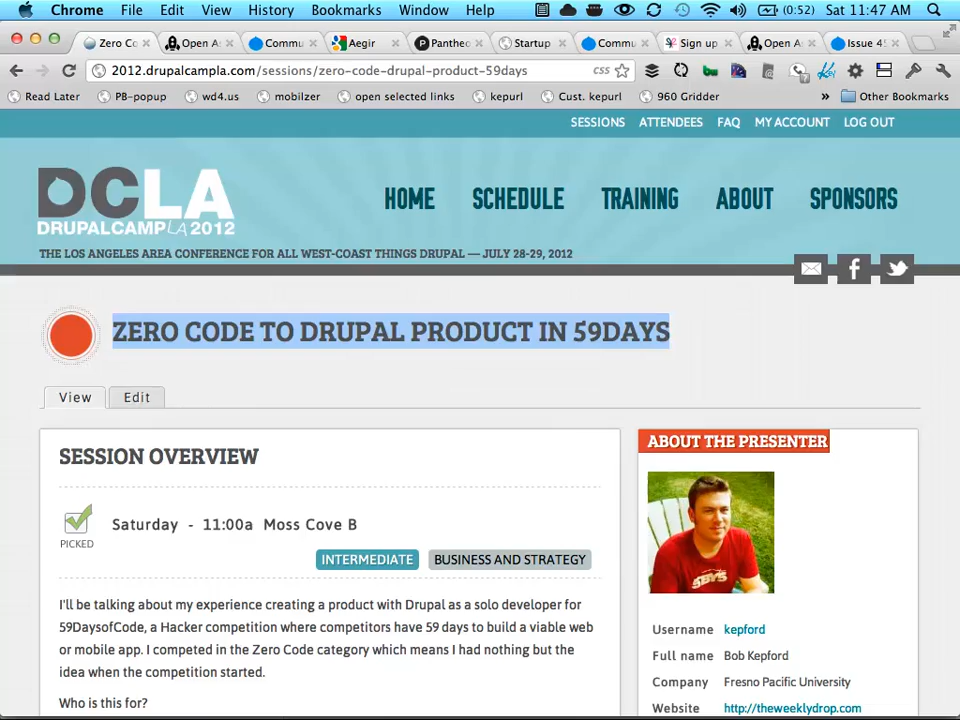 Chrome File Edit View History Bookmarks Window Help (0:52) Sat 11:47 AM
Zero Co Open A Commu Aegir Pantheo Startup Commu Sign up Open A Issue 45
2012.drupalcampla.com/sessions/zero-code-drupal-product-59days CSS
Read Later PB-popup wd4.us mobilzer open selected links kepurl Cust. kepurl 960 Gridder » Other Bookmarks
SESSIONS ATTENDEES FAQ MY ACCOUNT LOG OUT
DCLA
DRUPALCAMPLA2012
HOME SCHEDULE TRAINING ABOUT SPONSORS
THE LOS ANGELES AREA CONFERENCE FOR ALL WEST-COAST THINGS DRUPAL — JULY 28-29, 2012
ZERO CODE TO DRUPAL PRODUCT IN 59DAYS
View Edit
SESSION OVERVIEW
PICKED
Saturday - 11:00a Moss Cove B
INTERMEDIATE BUSINESS AND STRATEGY
I'll be talking about my experience creating a product with Drupal as a solo developer for
59DaysofCode, a Hacker competition where competitors have 59 days to build a viable web
or mobile app. I competed in the Zero Code category which means I had nothing but the
idea when the competition started.
Who is this for?
ABOUT THE PRESENTER
Username kepford
Full name Bob Kepford
Company Fresno Pacific University
Website http://theweeklydrop.com